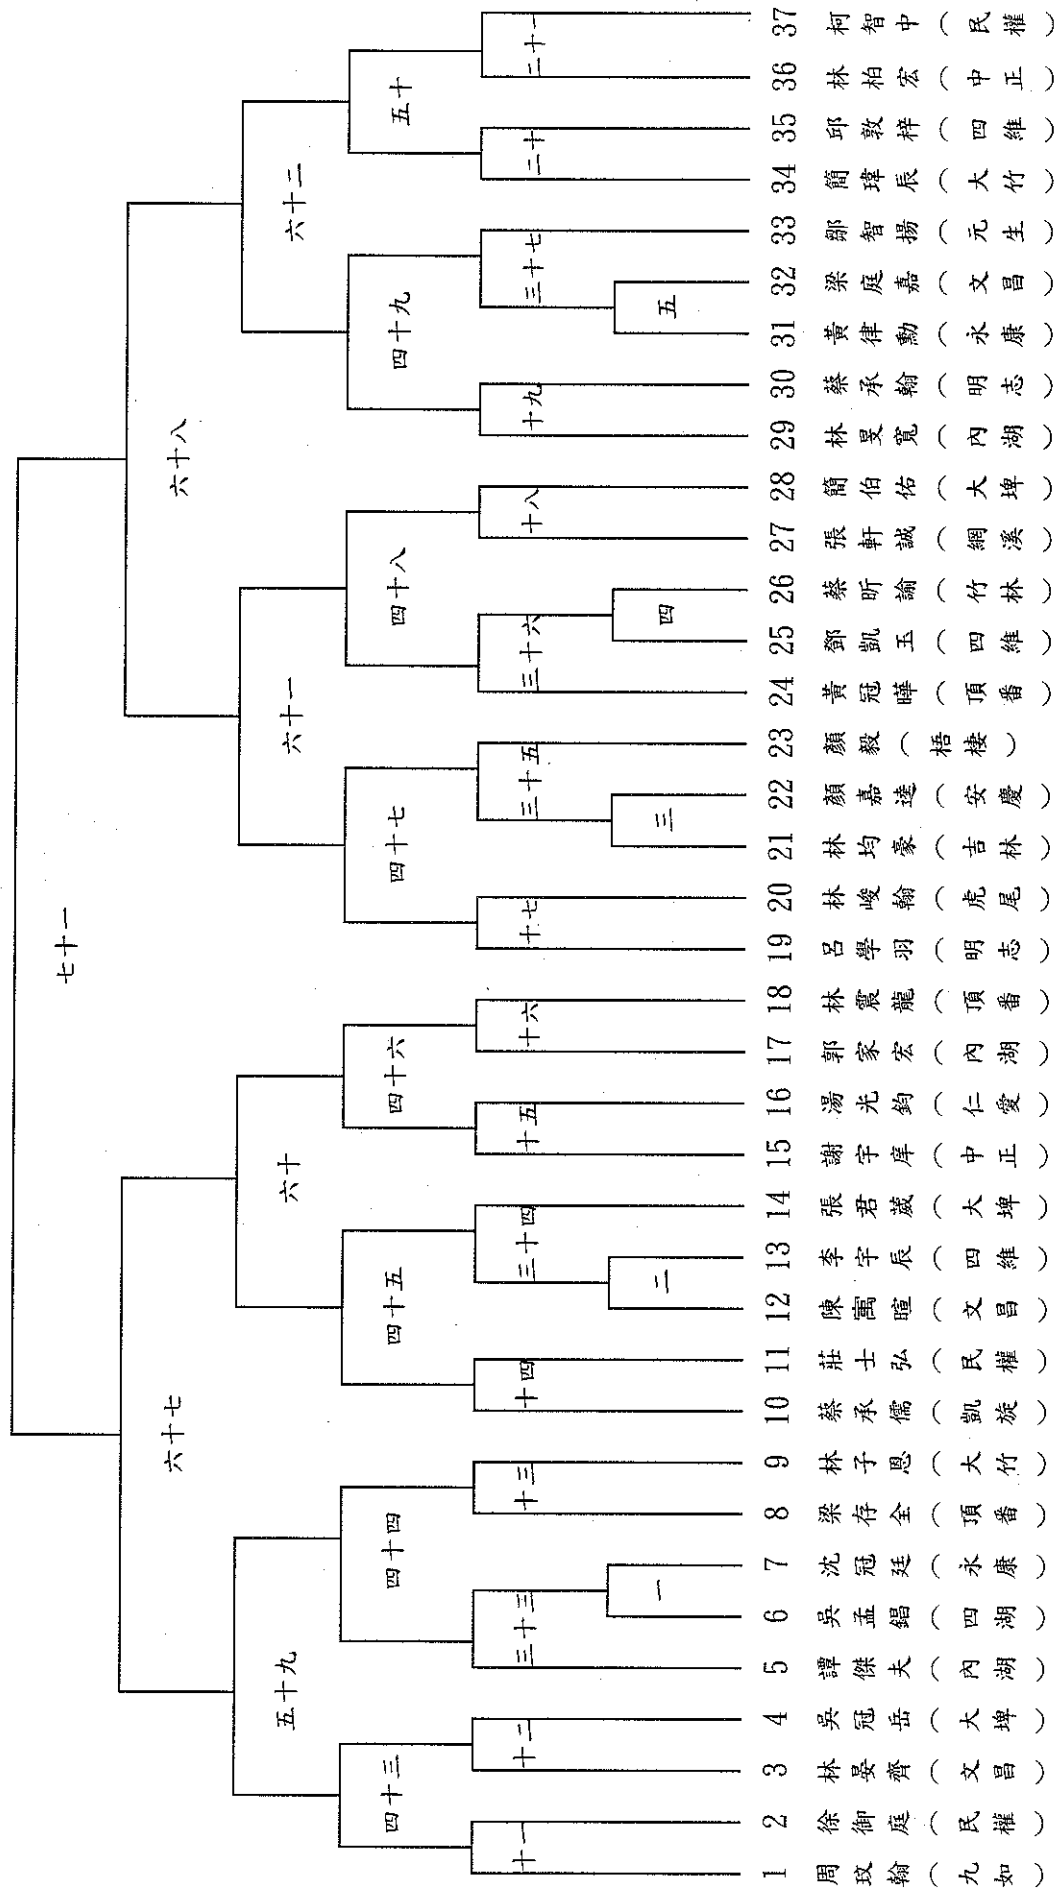 七十一
六十七
六十八
五十九
六十
六十一
六十二
四十三
四十四
四十五
四十六
四十七
四十八
四十九
五十
十一
十二
三十三
十三
十四
三十四
十五
十六
十七
三十五
三十六
十八
十九
三十七
二十
二十一
一
二
三
四
五
1 周玟翰（九如）
2 徐御庭（民權）
3 林晏齊（文昌）
4 吳冠岳（大埤）
5 譚傑夫（內湖）
6 吳孟錩（四湖）
7 沈冠廷（永康）
8 梁存全（頂番）
9 林子恩（大竹）
10 蔡承儒（凱旋）
11 莊士弘（民權）
12 陳寯暄（文昌）
13 李宇辰（四維）
14 張君葳（大埤）
15 謝宇庠（中正）
16 湯光鈞（仁愛）
17 郭家宏（內湖）
18 林震龍（頂番）
19 呂學羽（明志）
20 林峻翰（虎尾）
21 林均豪（吉林）
22 顏嘉逵（安慶）
23 顏毅（梧棲）
24 黃冠曄（頂番）
25 鄧凱玉（四維）
26 蔡昕諭（竹林）
27 張軒誠（網溪）
28 簡伯佑（大埤）
29 林旻寬（內湖）
30 蔡承翰（明志）
31 黃律勳（永康）
32 梁庭嘉（文昌）
33 鄒智揚（元生）
34 簡瑋辰（大竹）
35 邱敦梓（四維）
36 林柏宏（中正）
37 柯智中（民權）